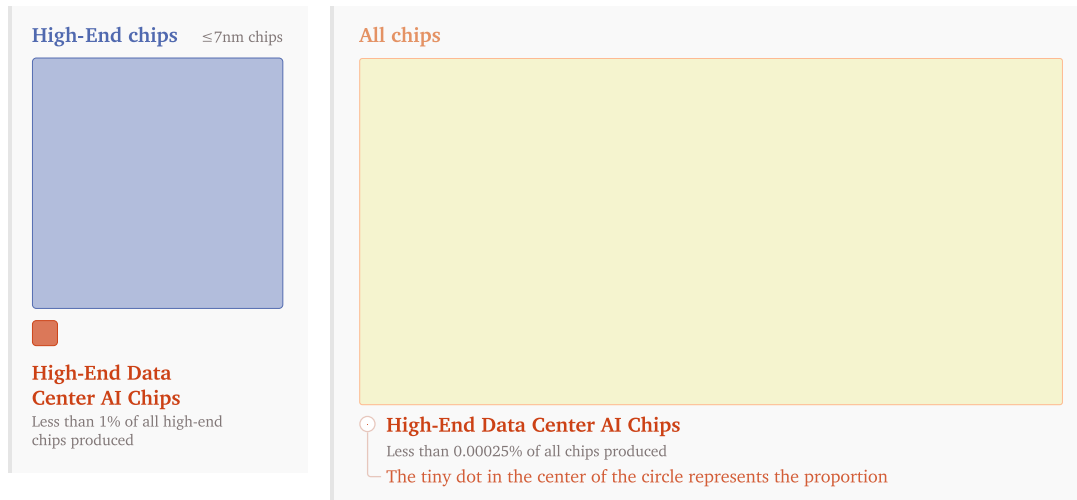 High-End chips ≤7nm chips
High-End Data
Center AI Chips
Less than 1% of all high-end
chips produced
All chips
High-End Data Center AI Chips
Less than 0.00025% of all chips produced
The tiny dot in the center of the circle represents the proportion